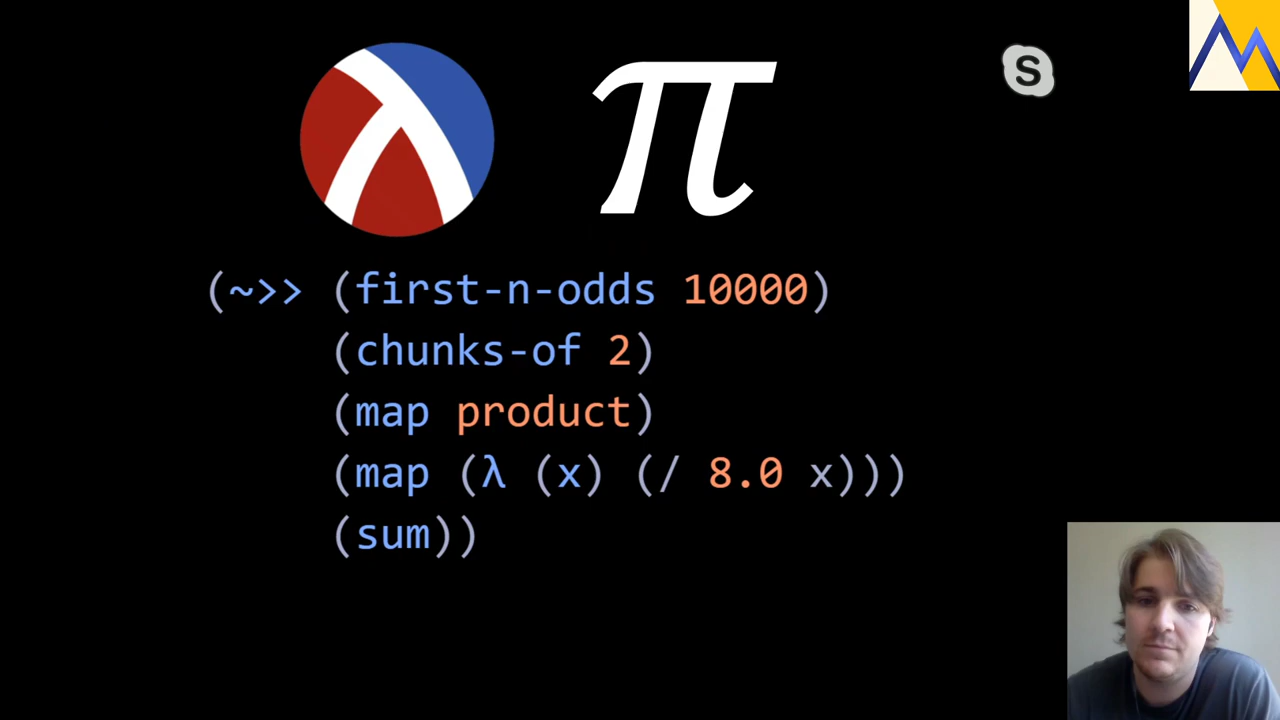 π
(~>> (first-n-odds 10000)
(chunks-of 2)
(map product)
(map (λ (x) (/ 8.0 x)))
(sum))
S